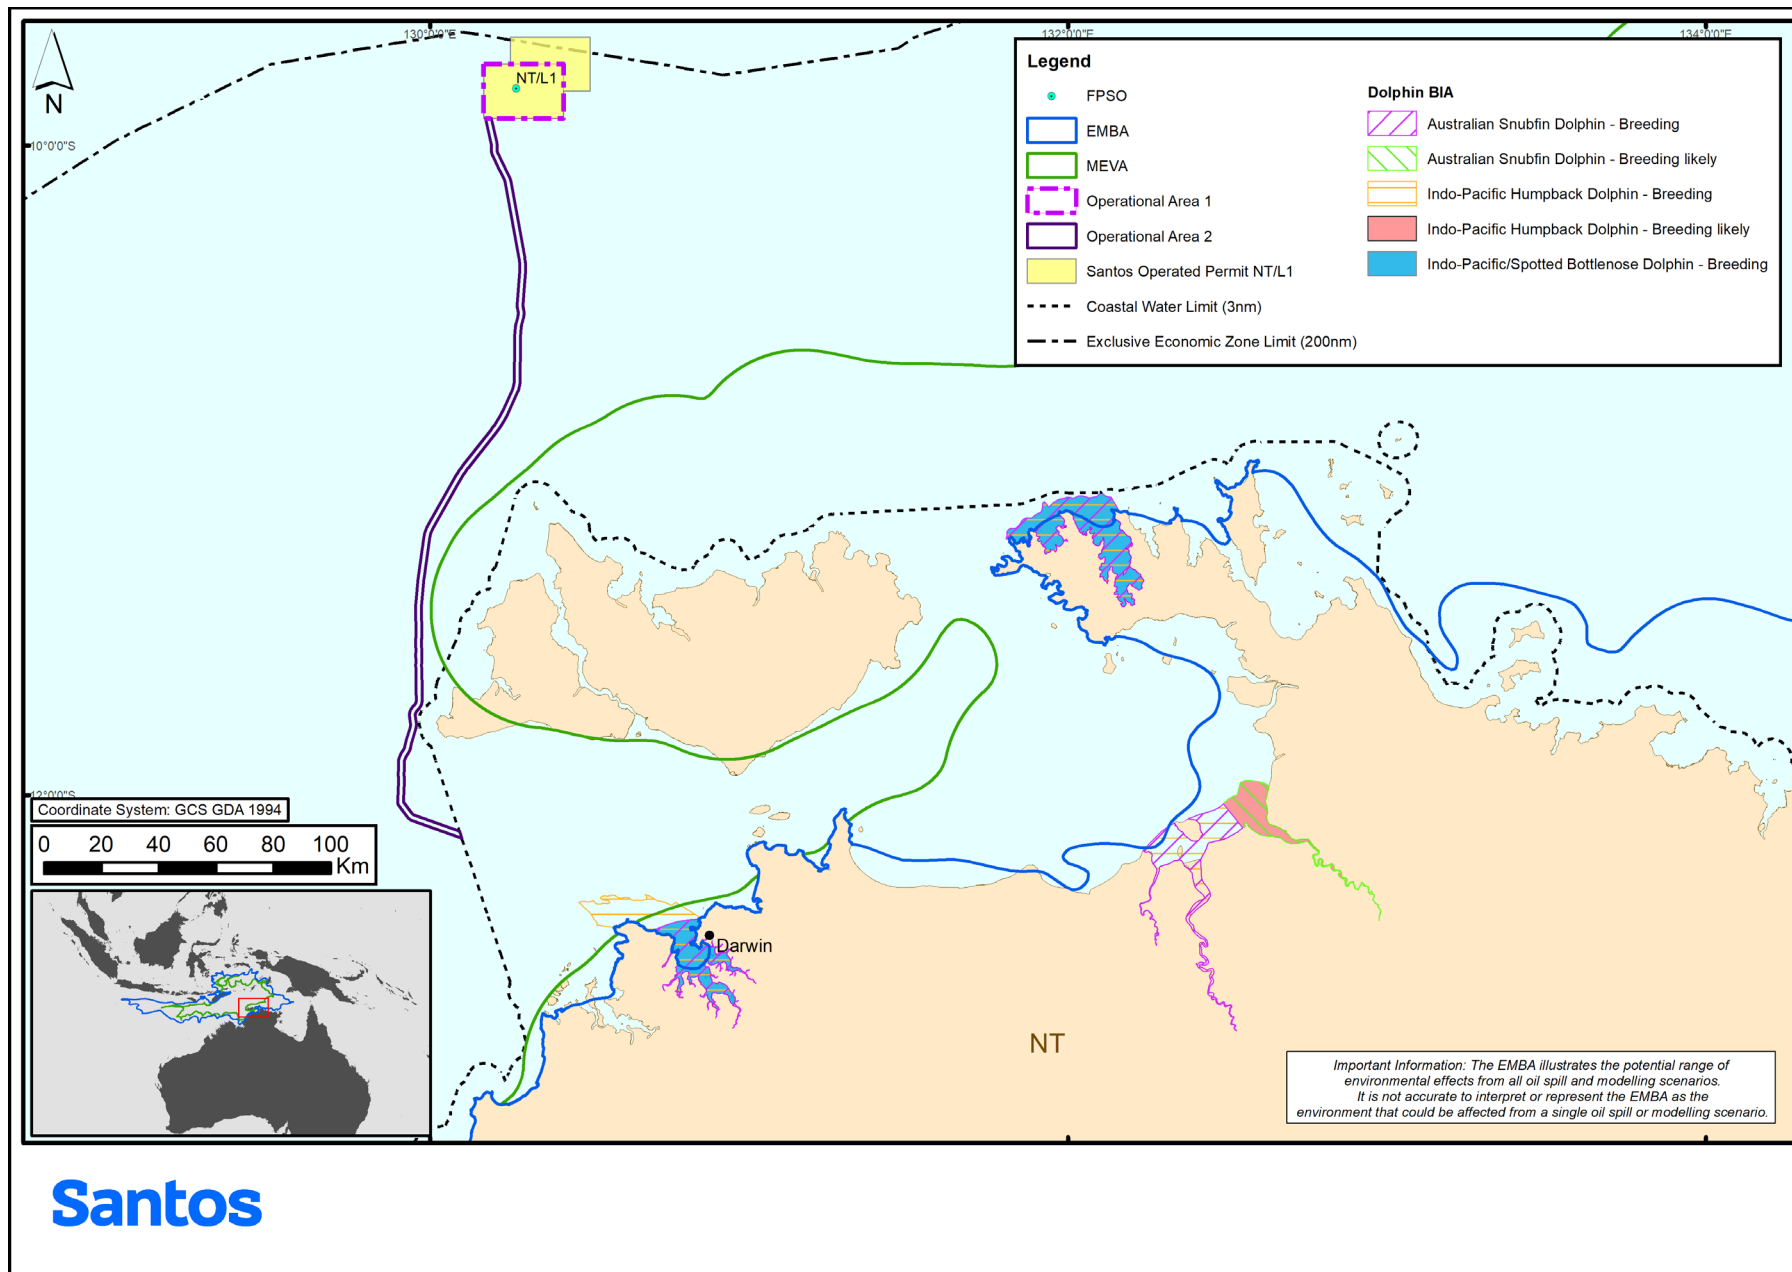 130°0'0"E
132°0'0"E
134°0'0"E
N
NT/L1
10°0'0"S
Legend
FPSO
EMBA
MEVA
Operational Area 1
Operational Area 2
Santos Operated Permit NT/L1
Coastal Water Limit (3nm)
Exclusive Economic Zone Limit (200nm)
Dolphin BIA
Australian Snubfin Dolphin - Breeding
Australian Snubfin Dolphin - Breeding likely
Indo-Pacific Humpback Dolphin - Breeding
Indo-Pacific Humpback Dolphin - Breeding likely
Indo-Pacific/Spotted Bottlenose Dolphin - Breeding
12°0'0"S
Coordinate System: GCS GDA 1994
0 20 40 60 80 100
Km
Darwin
NT
Important Information: The EMBA illustrates the potential range of
environmental effects from all oil spill and modelling scenarios.
It is not accurate to interpret or represent the EMBA as the
environment that could be affected from a single oil spill or modelling scenario.
Santos